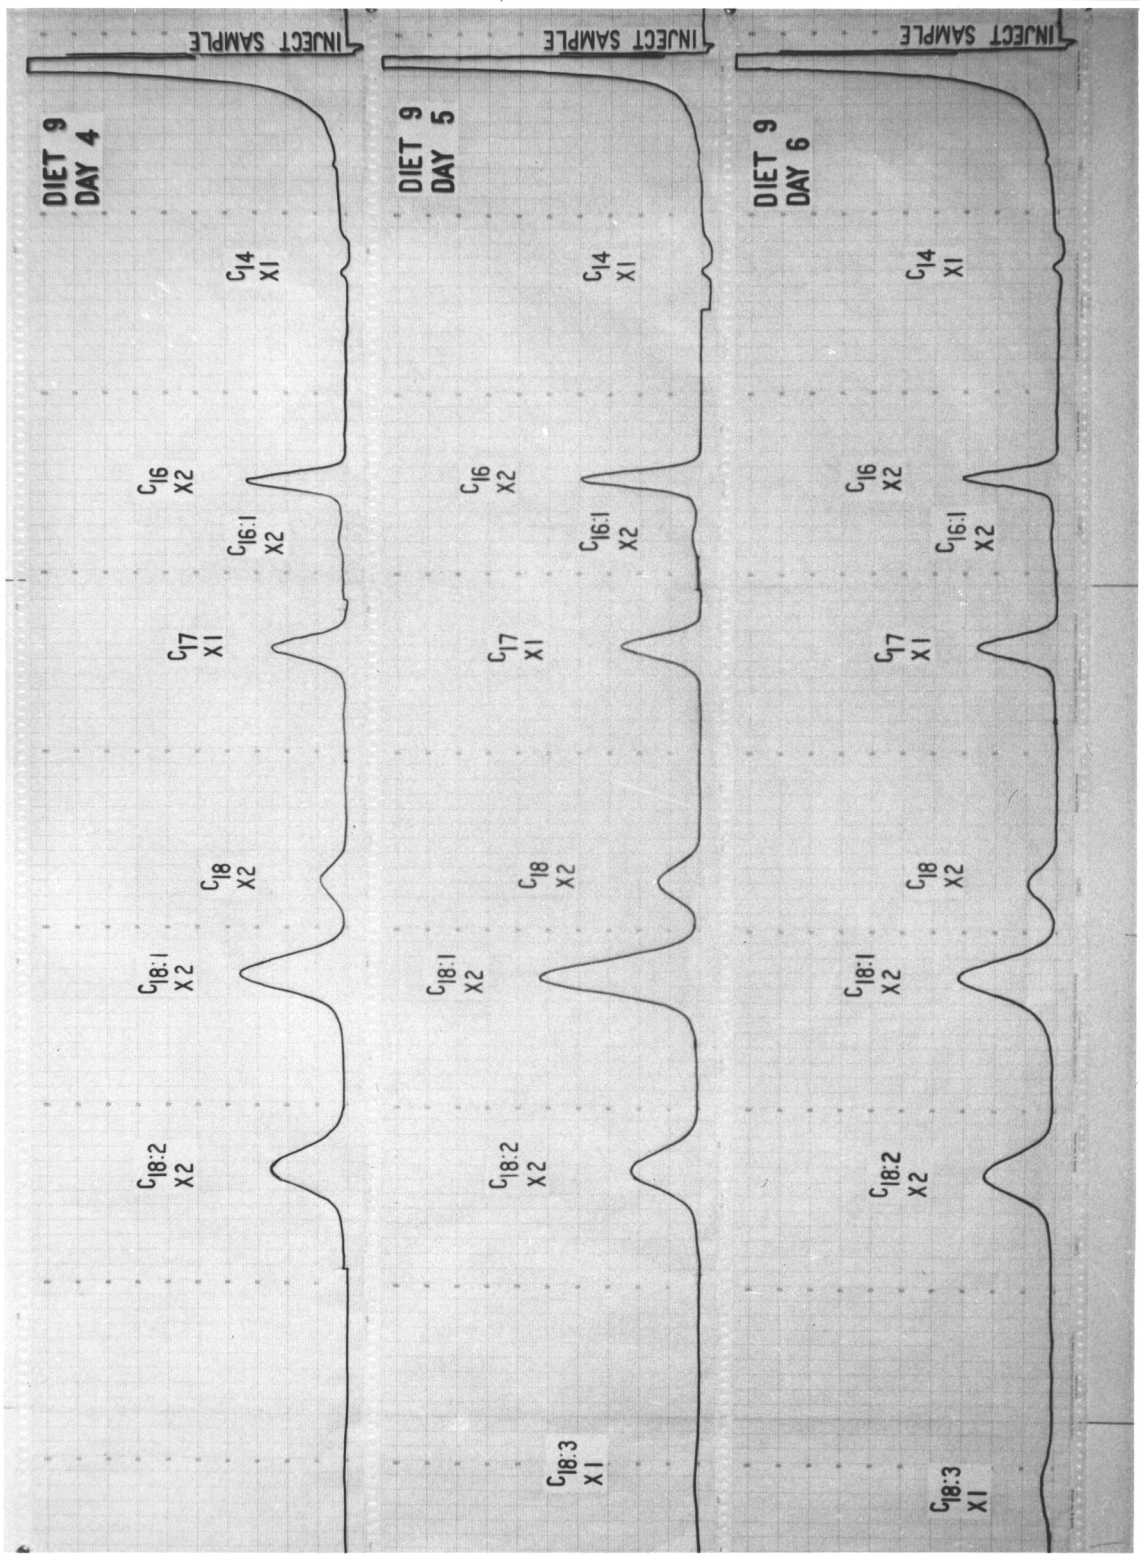 INJECT SAMPLE
DIET 9
DAY 4
C14
X1
C16
X2
C16:1
X2
C17
X1
C18
X2
C18:1
X2
C18:2
X2
INJECT SAMPLE
DIET 9
DAY 5
C14
X1
C16
X2
C16:1
X2
C17
X1
C18
X2
C18:1
X2
C18:2
X2
C18:3
X1
INJECT SAMPLE
DIET 9
DAY 6
C14
X1
C16
X2
C16:1
X2
C17
X1
C18
X2
C18:1
X2
C18:2
X2
C18:3
X1